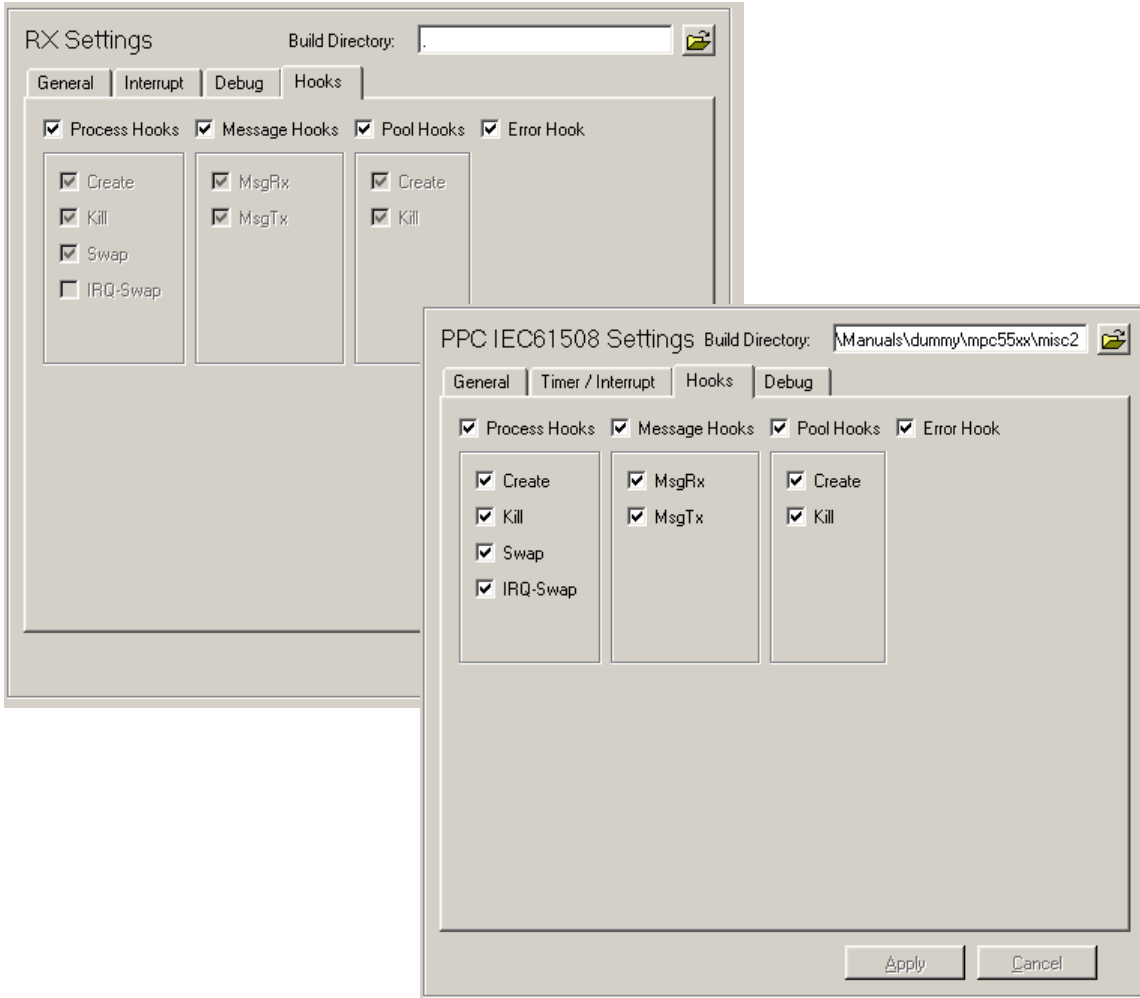 RX Settings Build Directory: .
General Interrupt Debug Hooks
Process Hooks Message Hooks Pool Hooks Error Hook
Create MsgRx Create
Kill MsgTx Kill
Swap
IRQ-Swap
PPC IEC61508 Settings Build Directory: \Manuals\dummy\mpc55xx\misc2
General Timer / Interrupt Hooks Debug
Process Hooks Message Hooks Pool Hooks Error Hook
Create MsgRx Create
Kill MsgTx Kill
Swap
IRQ-Swap
Apply Cancel